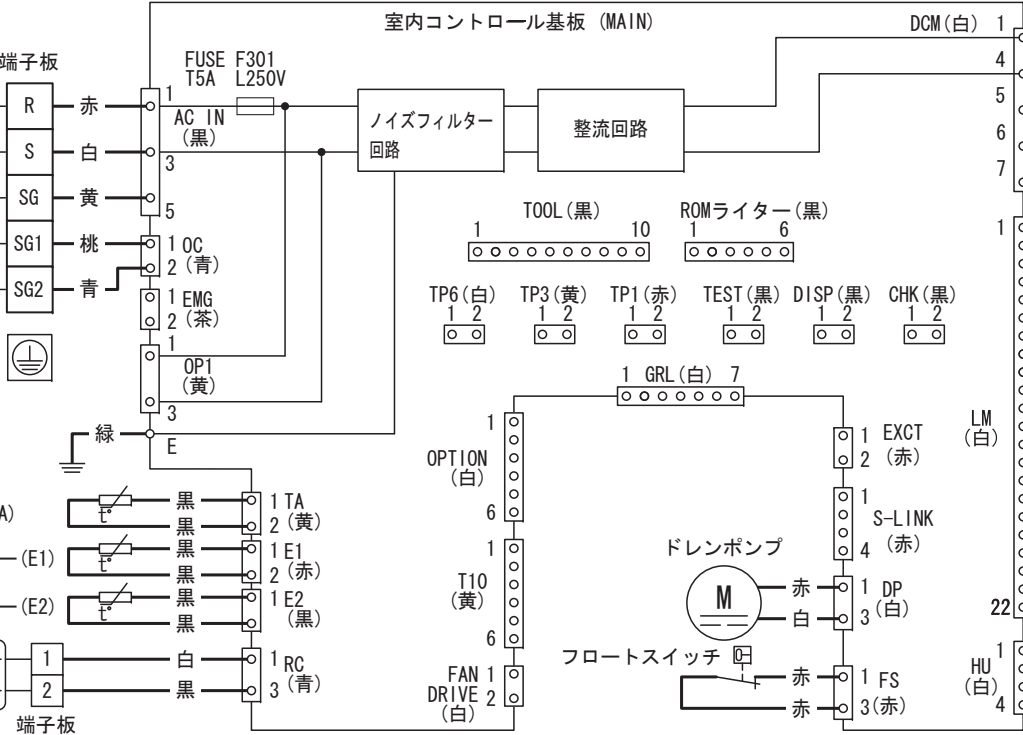 室内コントロール基板 (MAIN)
DCM(白) 1
4
5
6
7
端子板
R 赤
S 白
SG 黄
SG1 桃
SG2 青
FUSE F301
T5A L250V
1
AC IN
(黒)
3
5
ノイズフィルター
回路
整流回路
1 OC
2 (青)
1 EMG
2 (茶)
1
OP1
(黄)
3
緑
E
TOOL(黒)
1 10
ROMライター(黒)
1 6
TP6(白) TP3(黄) TP1(赤) TEST(黒) DISP(黒) CHK(黒)
1 2 1 2 1 2 1 2 1 2 1 2
1 GRL(白) 7
1
OPTION
(白)
6
1
T10
(黄)
6
FAN 1
DRIVE 2
(白)
1 EXCT
2 (赤)
1
S-LINK
4 (赤)
ドレンポンプ
M
赤 1 DP
白 3 (白)
フロートスイッチ
赤 1 FS
赤 3(赤)
1
LM
(白)
22
1
HU
(白)
4
A)
t° 黒 1 TA
黒 2 (黄)
(E1)
t° 黒 1 E1
黒 2 (赤)
(E2)
t° 黒 1 E2
黒 (黒)
1 白 1 RC
2 黒 3 (青)
端子板